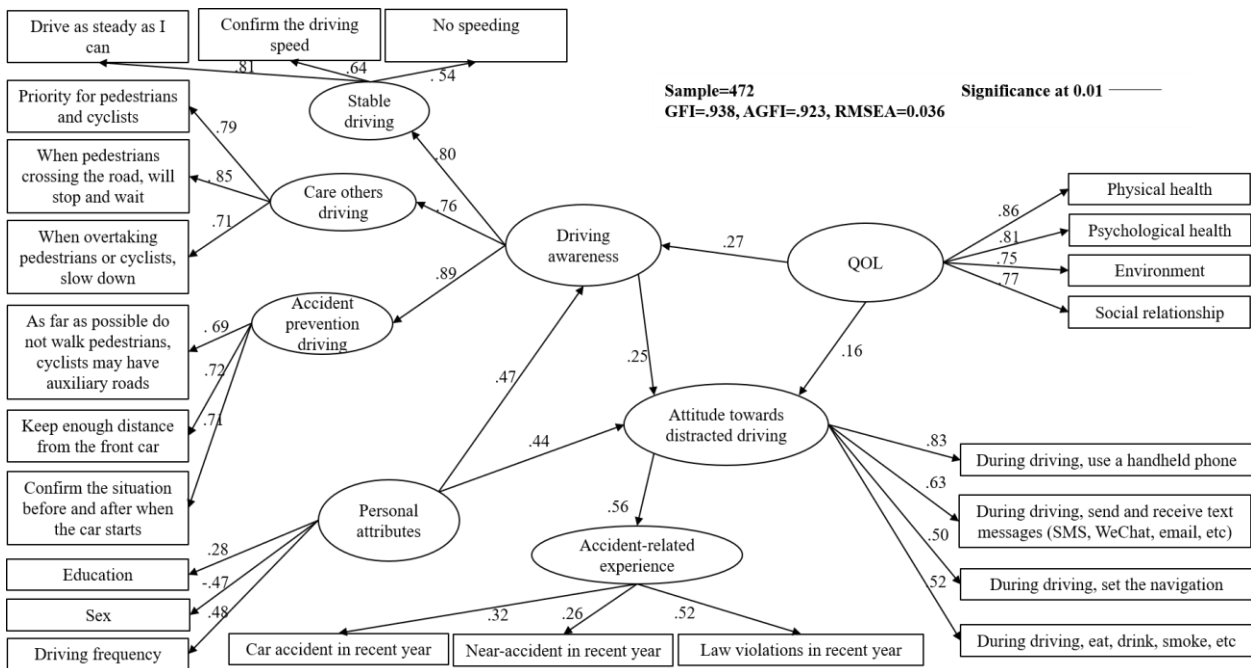 Drive as steady as I
can
Confirm the driving
speed
No speeding
.81
.64
. 54
Stable
driving
Sample=472
GFI=.938, AGFI=.923, RMSEA=0.036
Significance at 0.01
Priority for pedestrians
and cyclists
.79
When pedestrians
crossing the road, will
stop and wait
. 85
Care others
driving
.71
When overtaking
pedestrians or cyclists,
slow down
.80
.76
.89
Driving
awareness
.27
QOL
.86
.81
.75
.77
Physical health
Psychological health
Environment
Social relationship
Accident
prevention
driving
As far as possible do
not walk pedestrians,
cyclists may have
auxiliary roads
. 69
.72
.71
Keep enough distance
from the front car
Confirm the situation
before and after when
the car starts
.47
.25
.16
.44
Attitude towards
distracted driving
Personal
attributes
.56
Accident-related
experience
.83
.63
.50
.52
During driving, use a handheld phone
During driving, send and receive text
messages (SMS, WeChat, email, etc)
During driving, set the navigation
During driving, eat, drink, smoke, etc
.28
-.47
.48
Education
Sex
Driving frequency
.32
.26
.52
Car accident in recent year
Near-accident in recent year
Law violations in recent year